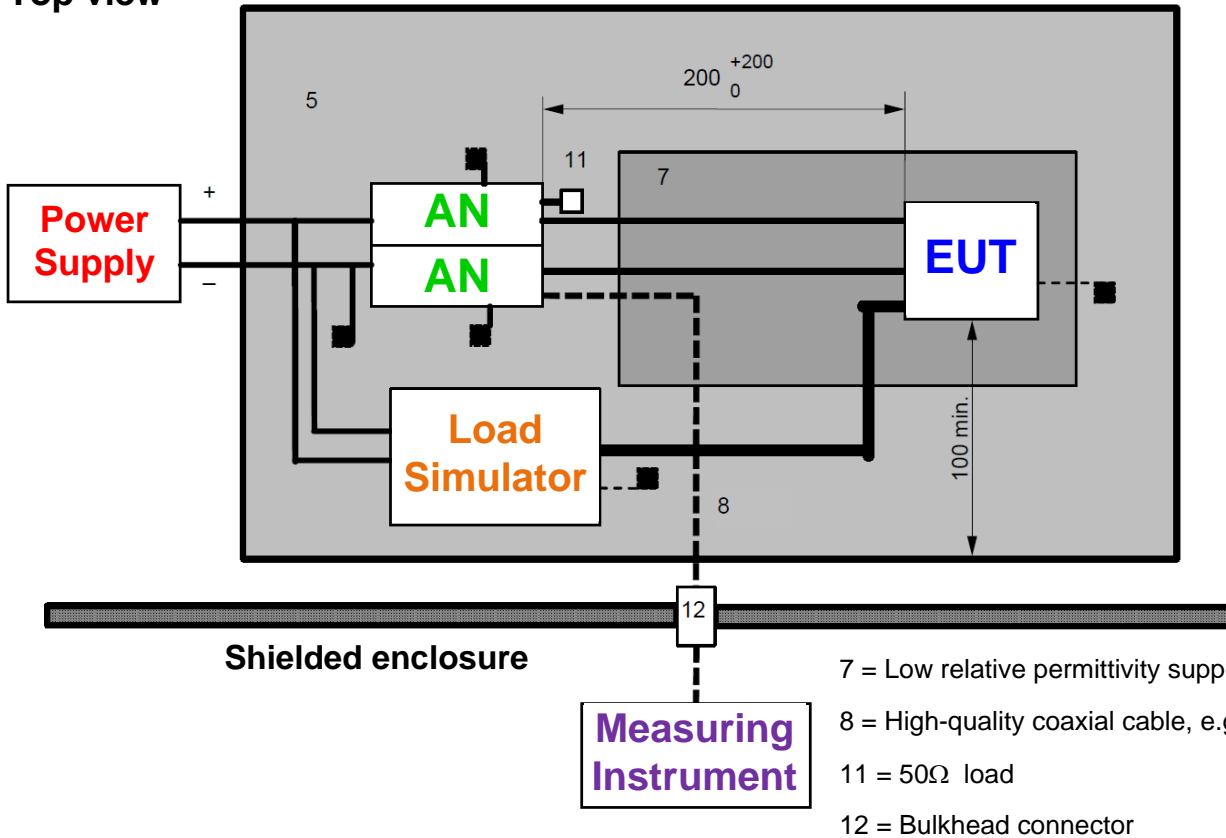 Top view
+200
200
0
5
11
7
+
Power
Supply
–
AN
AN
EUT
Load
Simulator
100 min.
8
12
Shielded enclosure
Measuring
Instrument
7 = Low relative permittivity supp
8 = High-quality coaxial cable, e.g
11 = 50Ω load
12 = Bulkhead connector